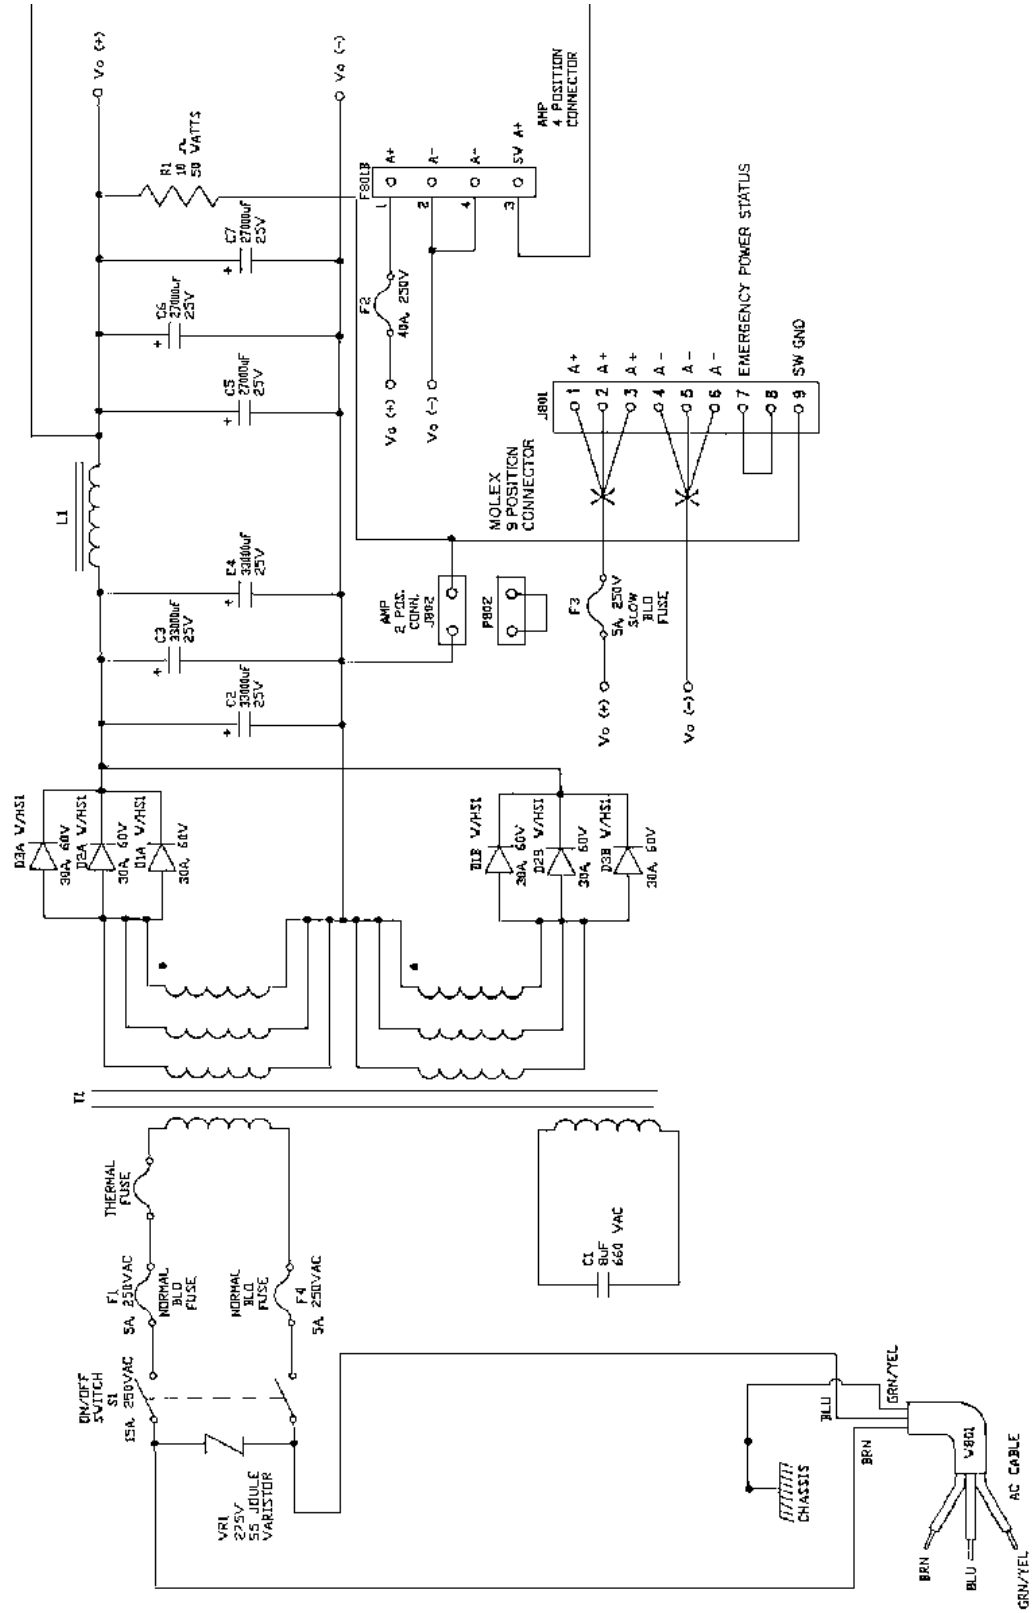 Vo (+)
Vo (-)
R1
10 Ω
50 WATTS
C7
27000uF
25V
+
C6
27000uF
25V
+
C5
27000uF
25V
+
P801B
A+
A-
A-
SW A+
1
2
4
3
AMP
4 POSITION
CONNECTOR
F2
40A, 250V
Vo (+)
Vo (-)
L1
C4
33000uF
25V
+
C3
33000uF
25V
+
C2
33000uF
25V
+
J801
1 A+
2 A+
3 A+
4 A-
5 A-
6 A-
7 EMERGENCY POWER STATUS
8
9 SW GND
MOLEX
9 POSITION
CONNECTOR
AMP
2 POS.
CONN.
J802
P802
F3
5A, 250V
SLOW
BLO
FUSE
Vo (+)
Vo (-)
D3A W/HS1
30A, 60V
D2A W/HS1
30A, 60V
D1A W/HS1
30A, 60V
D1B W/HS1
30A, 60V
D2B W/HS1
30A, 60V
D3B W/HS1
30A, 60V
T1
THERMAL
FUSE
F1
5A, 250VAC
NORMAL
BLO
FUSE
NORMAL
BLO
FUSE
F4
5A, 250VAC
C1
8uF
660 VAC
ON/OFF
SWITCH
S1
15A, 250VAC
VR1
275V
55 JOULE
VARISTOR
BRN
BLU
GRN/YEL
CHASSIS
W801
AC CABLE
BRN
BLU
GRN/YEL